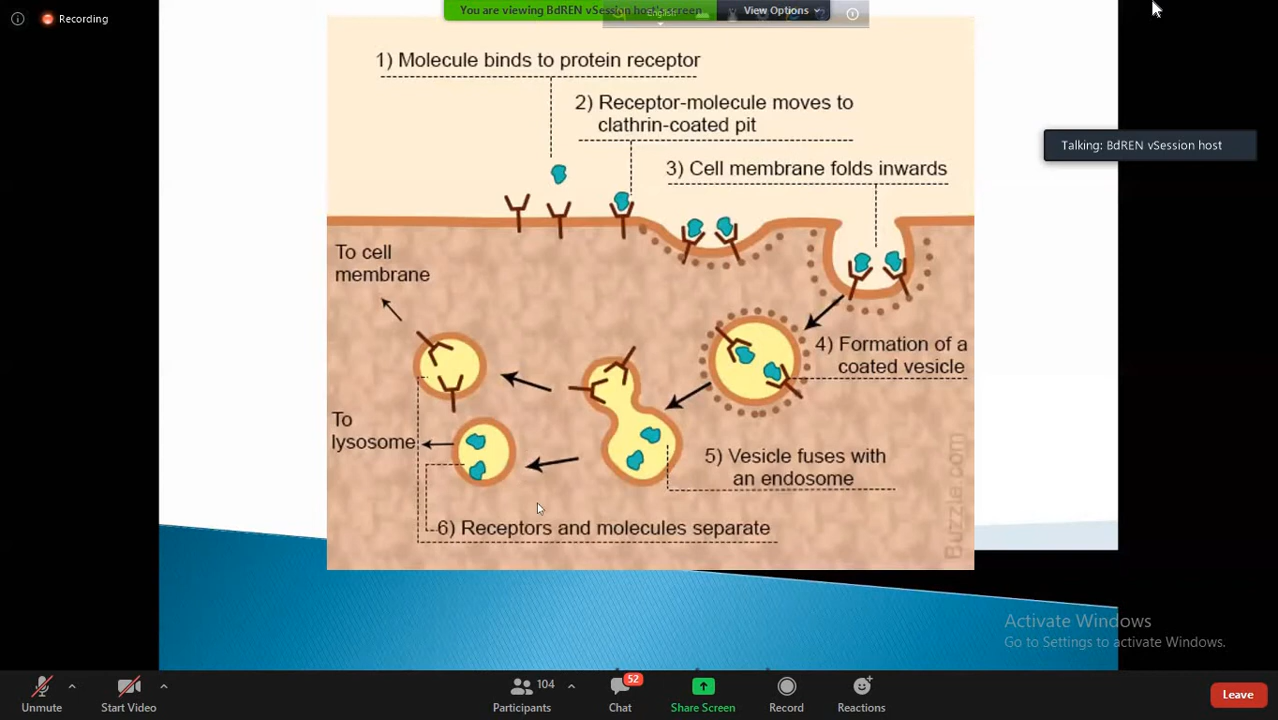 Recording
You are viewing BdREN vSession host's screen
English
View Options
1) Molecule binds to protein receptor
2) Receptor-molecule moves to
clathrin-coated pit
Talking: BdREN vSession host
3) Cell membrane folds inwards
To cell
membrane
4) Formation of a
coated vesicle
To
lysosome
5) Vesicle fuses with
an endosome
6) Receptors and molecules separate
Buzzle.com
Activate Windows
Go to Settings to activate Windows.
Unmute
Start Video
104
Participants
52
Chat
Share Screen
Record
Reactions
Leave